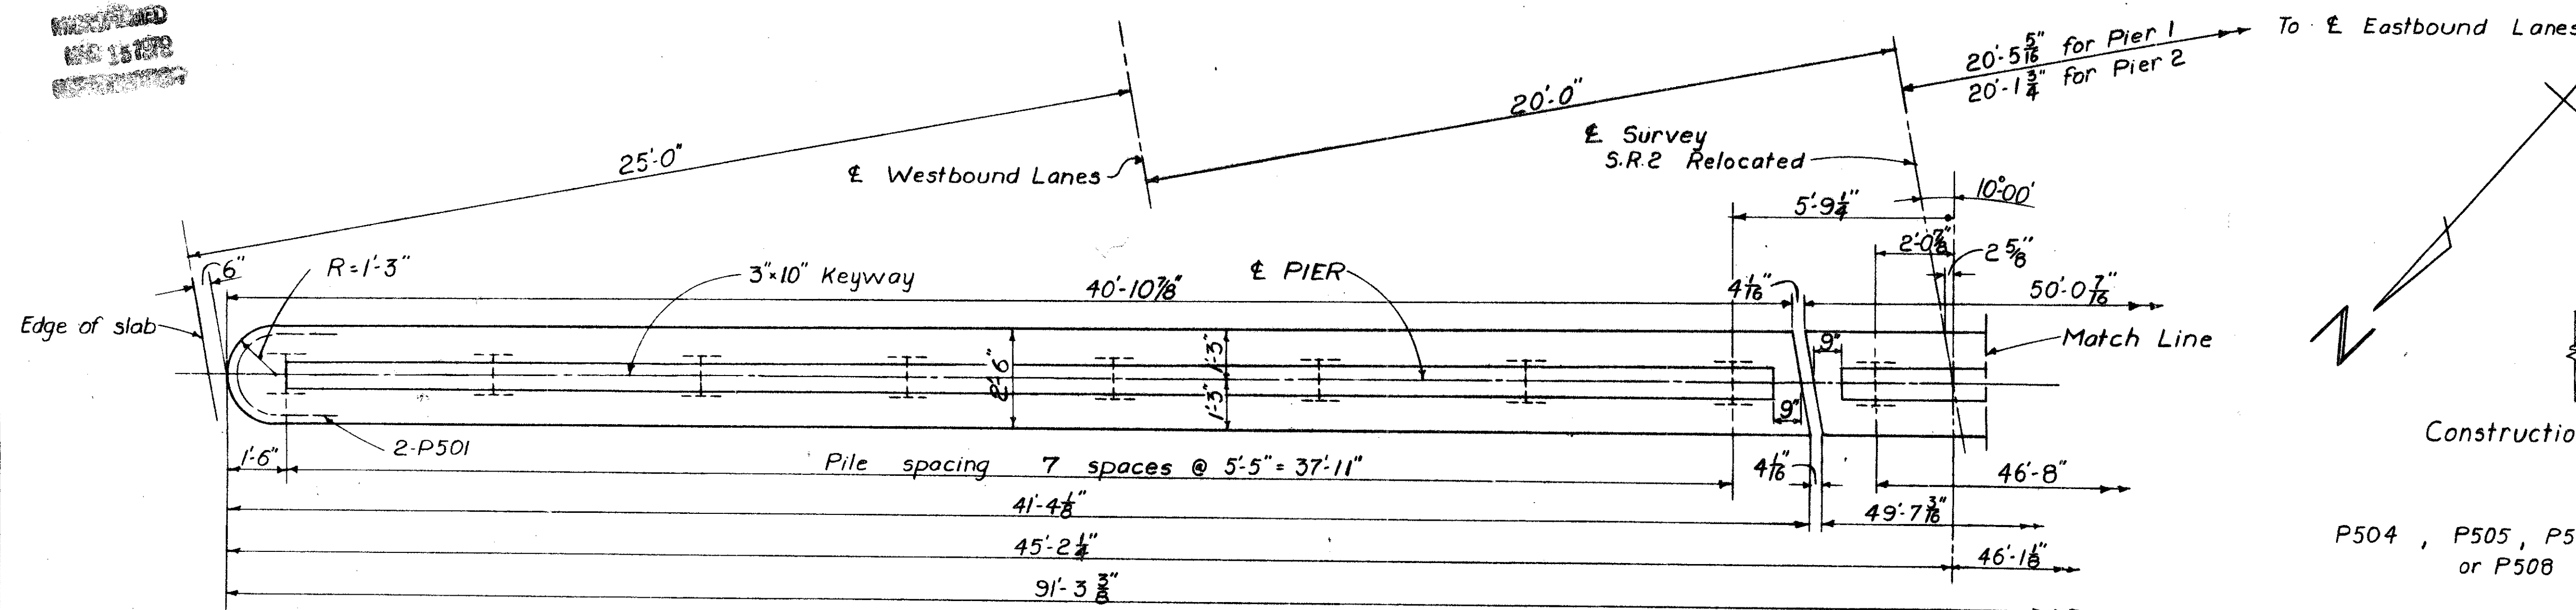 MICROFILMED
20'-5 5/16" for Pier 1
To ℄ Eastbound Lanes
20'-1 3/4" for Pier 2
20'-0"
℄ Survey
S.R.2 Relocated
25'-0"
℄ Westbound Lanes
10°-00'
5'-9 1/4"
2'-0 7/8"
2 5/8"
6"
R=1'-3"
3"x10" Keyway
℄ PIER
40'-10 7/8"
4 1/16"
50'-0 7/16"
Edge of slab
Match Line
9"
2'-6"
1'-3"
1'-3"
9"
2-P501
Construction
1'-6"
Pile spacing 7 spaces @ 5'-5" = 37'-11"
4 1/16"
46'-8"
41'-4 1/8"
49'-7 3/16"
45'-2 1/4"
46'-1 1/8"
P504 , P505 , P5
or P508
91'-3 3/8"
N